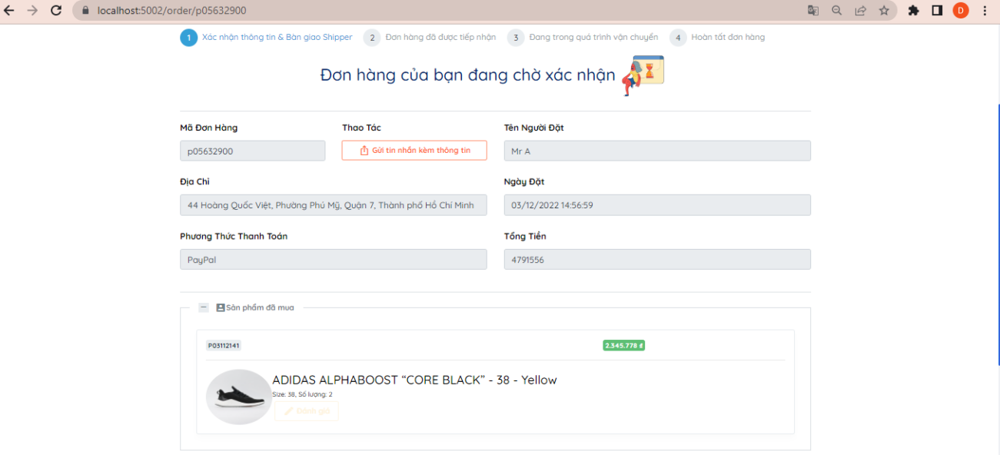 localhost:5002/order/p05632900
D
1 Xác nhận thông tin & Bàn giao Shipper 2 Đơn hàng đã được tiếp nhận 3 Đang trong quá trình vận chuyển 4 Hoàn tất đơn hàng
Đơn hàng của bạn đang chờ xác nhận
Mã Đơn Hàng Thao Tác Tên Người Đặt
p05632900 Gửi tin nhắn kèm thông tin Mr A
Địa Chỉ Ngày Đặt
44 Hoàng Quốc Việt, Phường Phú Mỹ, Quận 7, Thành phố Hồ Chí Minh 03/12/2022 14:56:59
Phương Thức Thanh Toán Tổng Tiền
PayPal 4791556
Sản phẩm đã mua
P03112141 2.345.778 ₫
ADIDAS ALPHABOOST “CORE BLACK” - 38 - Yellow
Size: 38, Số lượng: 2
Đánh giá